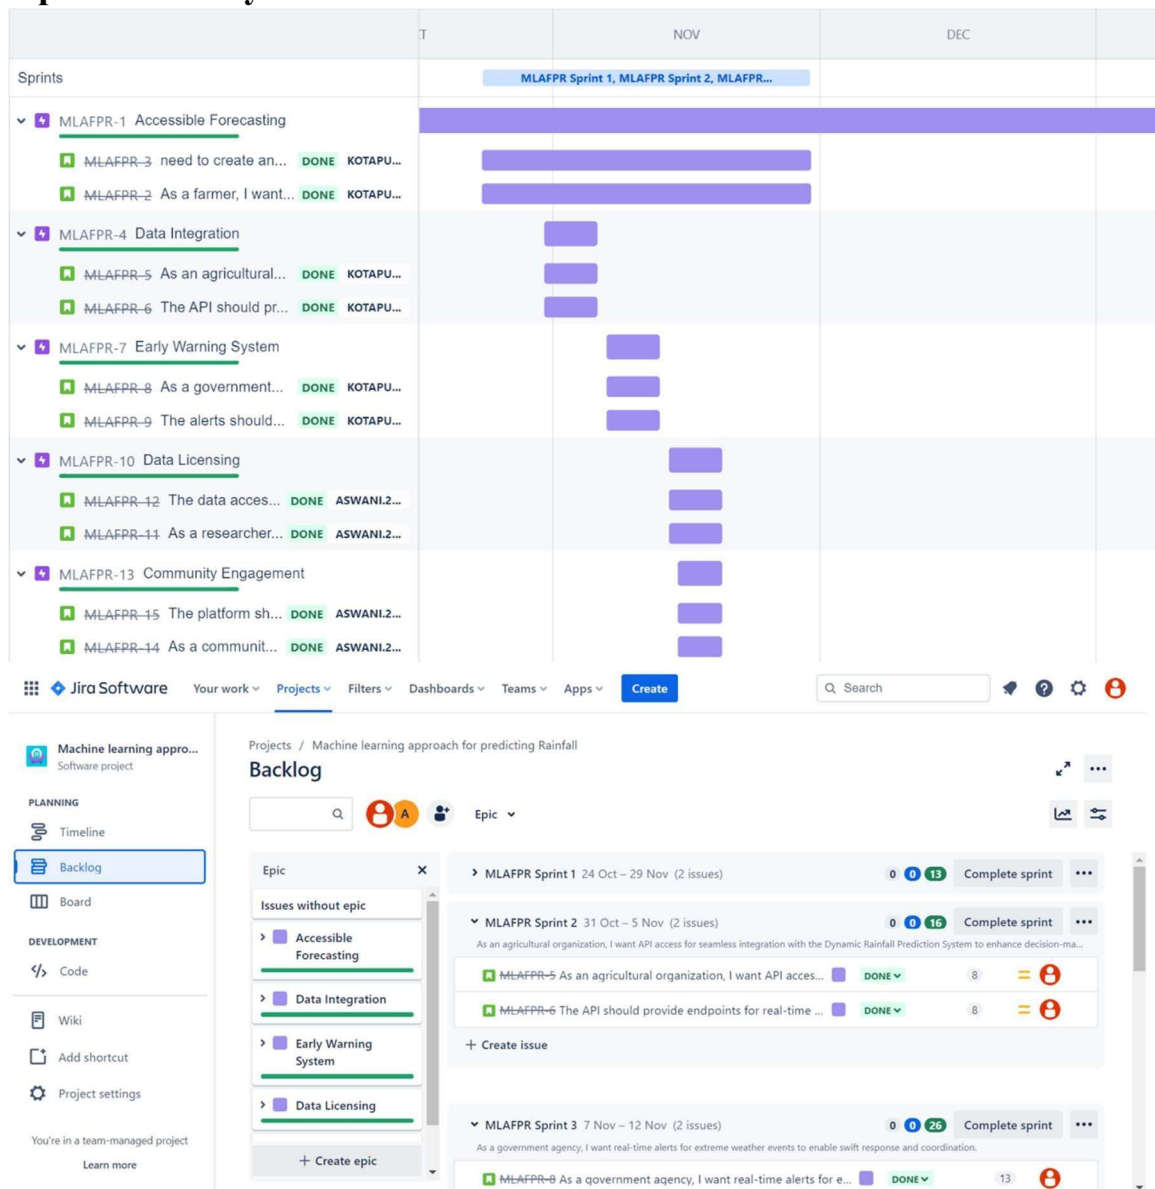 T NOV DEC
Sprints MLAFPR Sprint 1, MLAFPR Sprint 2, MLAFPR...
MLAFPR-1 Accessible Forecasting
MLAFPR-3 need to create an... DONE KOTAPU...
MLAFPR-2 As a farmer, I want... DONE KOTAPU...
MLAFPR-4 Data Integration
MLAFPR-5 As an agricultural... DONE KOTAPU...
MLAFPR-6 The API should pr... DONE KOTAPU...
MLAFPR-7 Early Warning System
MLAFPR-8 As a government... DONE KOTAPU...
MLAFPR-9 The alerts should... DONE KOTAPU...
MLAFPR-10 Data Licensing
MLAFPR-12 The data acces... DONE ASWANI.2...
MLAFPR-11 As a researcher... DONE ASWANI.2...
MLAFPR-13 Community Engagement
MLAFPR-15 The platform sh... DONE ASWANI.2...
MLAFPR-14 As a communit... DONE ASWANI.2...
Jira Software Your work Projects Filters Dashboards Teams Apps Create Search
Machine learning appro...
Software project
PLANNING
Timeline
Backlog
Board
DEVELOPMENT
Code
Wiki
Add shortcut
Project settings
You're in a team-managed project
Learn more
Projects / Machine learning approach for predicting Rainfall
Backlog
A Epic
Epic
Issues without epic
Accessible
Forecasting
Data Integration
Early Warning
System
Data Licensing
+ Create epic
MLAFPR Sprint 1 24 Oct – 29 Nov (2 issues) 0 0 13 Complete sprint
MLAFPR Sprint 2 31 Oct – 5 Nov (2 issues) 0 0 16 Complete sprint
As an agricultural organization, I want API access for seamless integration with the Dynamic Rainfall Prediction System to enhance decision-ma...
MLAFPR-5 As an agricultural organization, I want API acces... DONE 8
MLAFPR-6 The API should provide endpoints for real-time ... DONE 8
+ Create issue
MLAFPR Sprint 3 7 Nov – 12 Nov (2 issues) 0 0 26 Complete sprint
As a government agency, I want real-time alerts for extreme weather events to enable swift response and coordination.
MLAFPR-8 As a government agency, I want real-time alerts for e... DONE 13